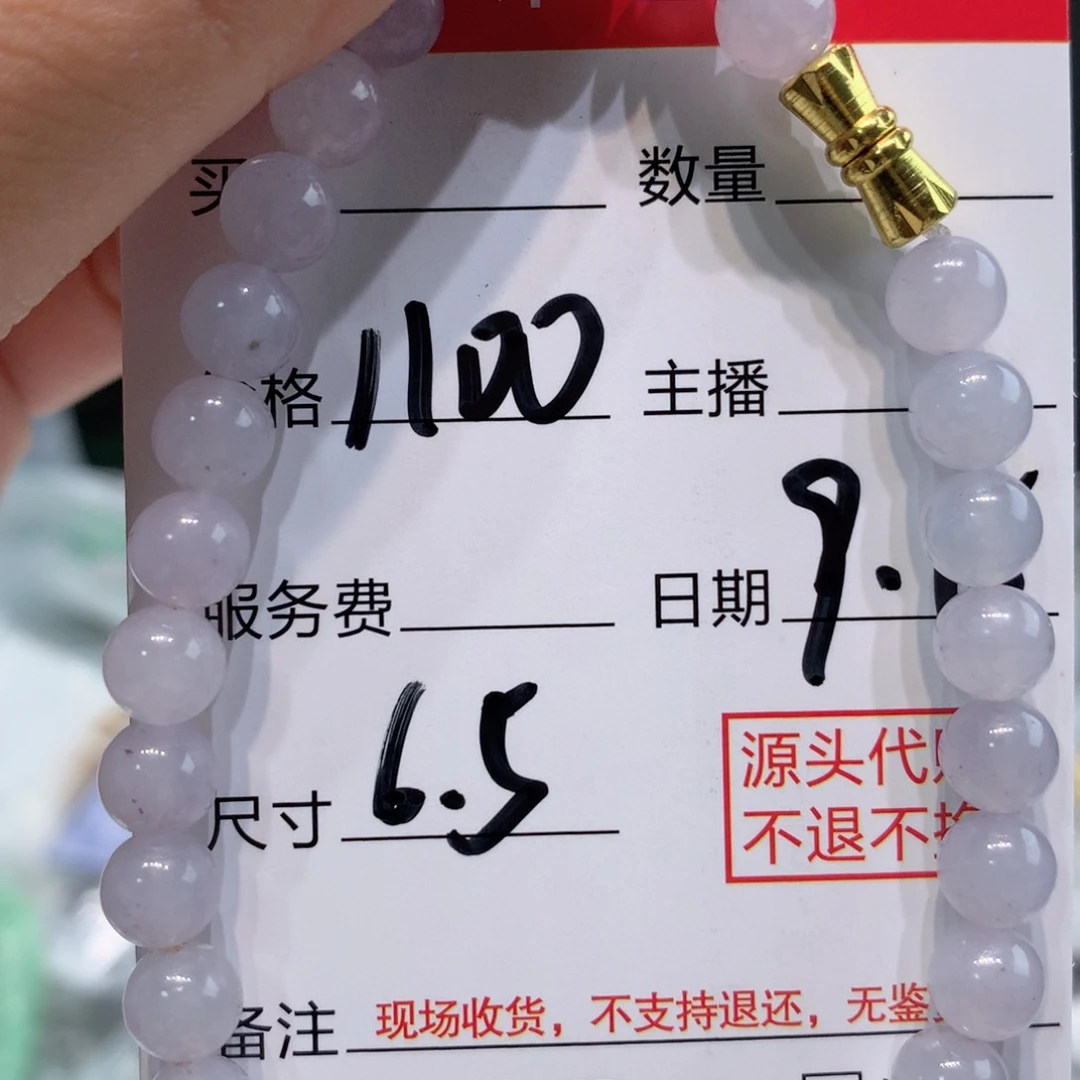 买 数量
格 1100 主播
服务费 日期 9.
尺寸 6.5
源头代
不退不
备注 现场收货，不支持退还，无鉴